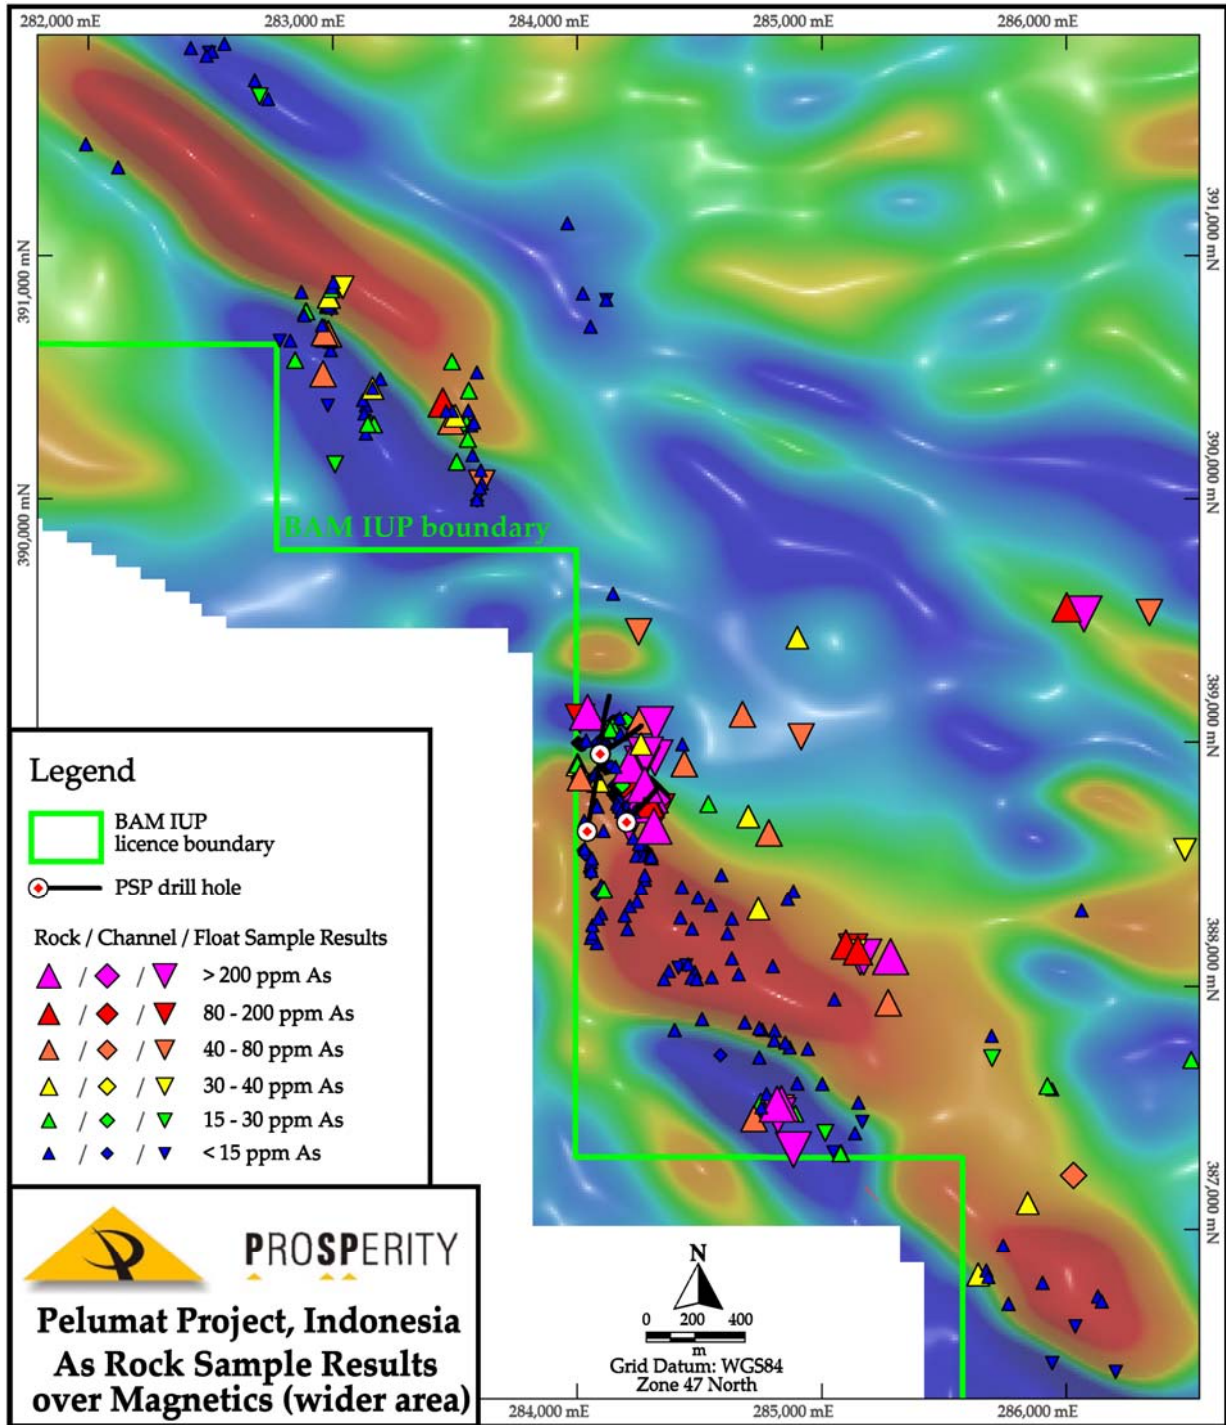 282,000 mE
283,000 mE
284,000 mE
285,000 mE
286,000 mE
391,000 mN
391,000 mN
390,000 mN
390,000 mN
BAM IUP boundary
389,000 mN
388,000 mN
387,000 mN
Legend
BAM IUP
licence boundary
PSP drill hole
Rock / Channel / Float Sample Results
/ / > 200 ppm As
/ / 80 - 200 ppm As
/ / 40 - 80 ppm As
/ / 30 - 40 ppm As
/ / 15 - 30 ppm As
/ / < 15 ppm As
PROSPERITY
Pelumat Project, Indonesia
As Rock Sample Results
over Magnetics (wider area)
N
0 200 400
m
Grid Datum: WGS84
Zone 47 North
284,000 mE
285,000 mE
286,000 mE